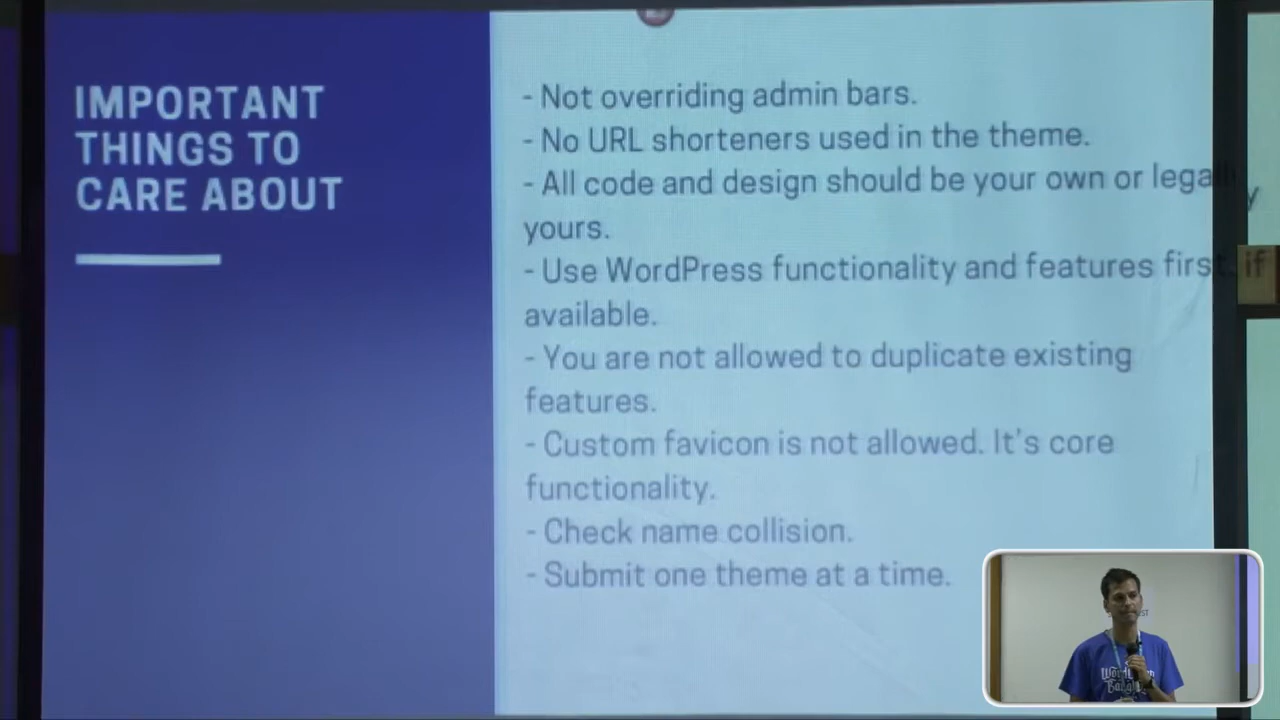 IMPORTANT
THINGS TO
CARE ABOUT
- Not overriding admin bars.
- No URL shorteners used in the theme.
- All code and design should be your own or legally
yours.
- Use WordPress functionality and features first, if
available.
- You are not allowed to duplicate existing
features.
- Custom favicon is not allowed. It's core
functionality.
- Check name collision.
- Submit one theme at a time.